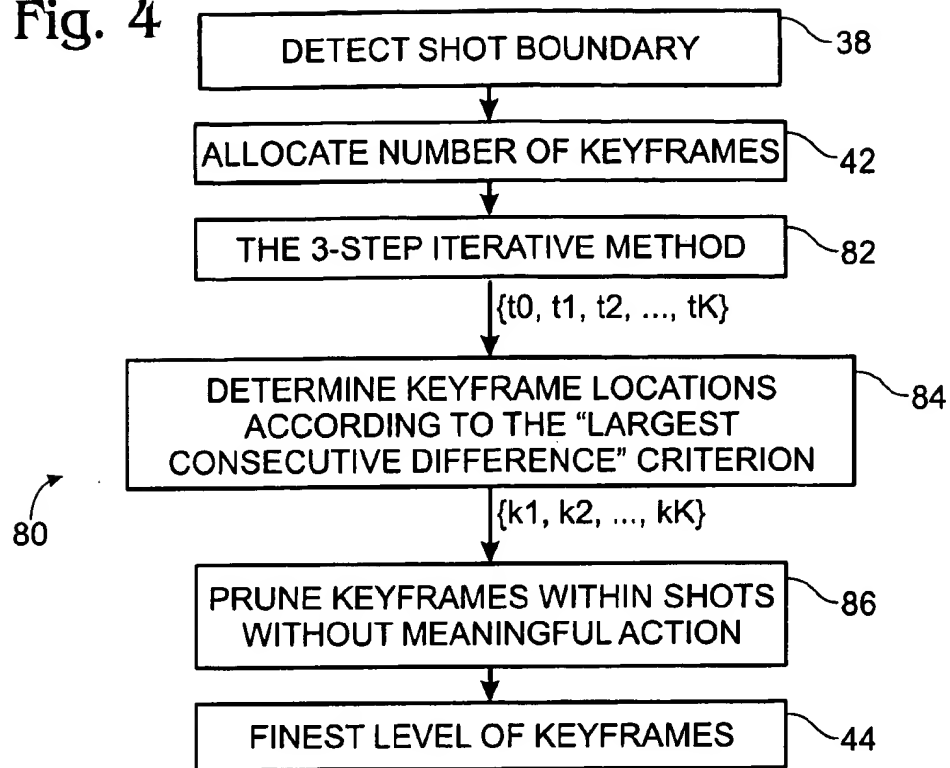 Fig. 4
DETECT SHOT BOUNDARY
38
ALLOCATE NUMBER OF KEYFRAMES
42
THE 3-STEP ITERATIVE METHOD
82
{t0, t1, t2, ..., tK}
DETERMINE KEYFRAME LOCATIONS
ACCORDING TO THE “LARGEST
CONSECUTIVE DIFFERENCE” CRITERION
84
80
{k1, k2, ..., kK}
PRUNE KEYFRAMES WITHIN SHOTS
WITHOUT MEANINGFUL ACTION
86
FINEST LEVEL OF KEYFRAMES
44